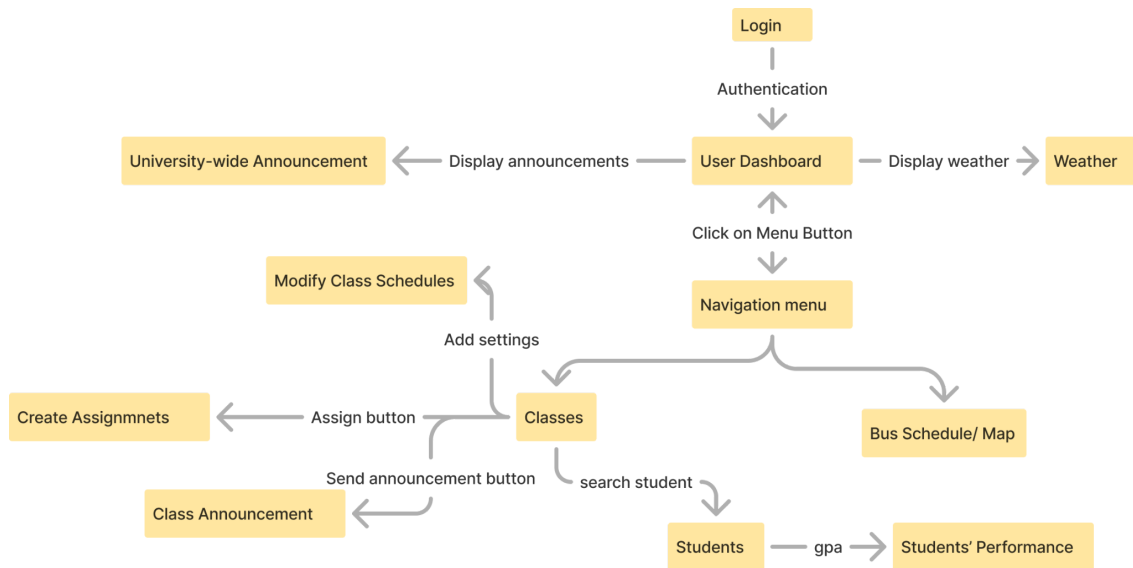 Login
Authentication
University-wide Announcement
Display announcements
User Dashboard
Display weather
Weather
Click on Menu Button
Modify Class Schedules
Navigation menu
Add settings
Create Assignmnets
Assign button
Classes
Bus Schedule/ Map
Send announcement button
search student
Class Announcement
Students
gpa
Students’ Performance